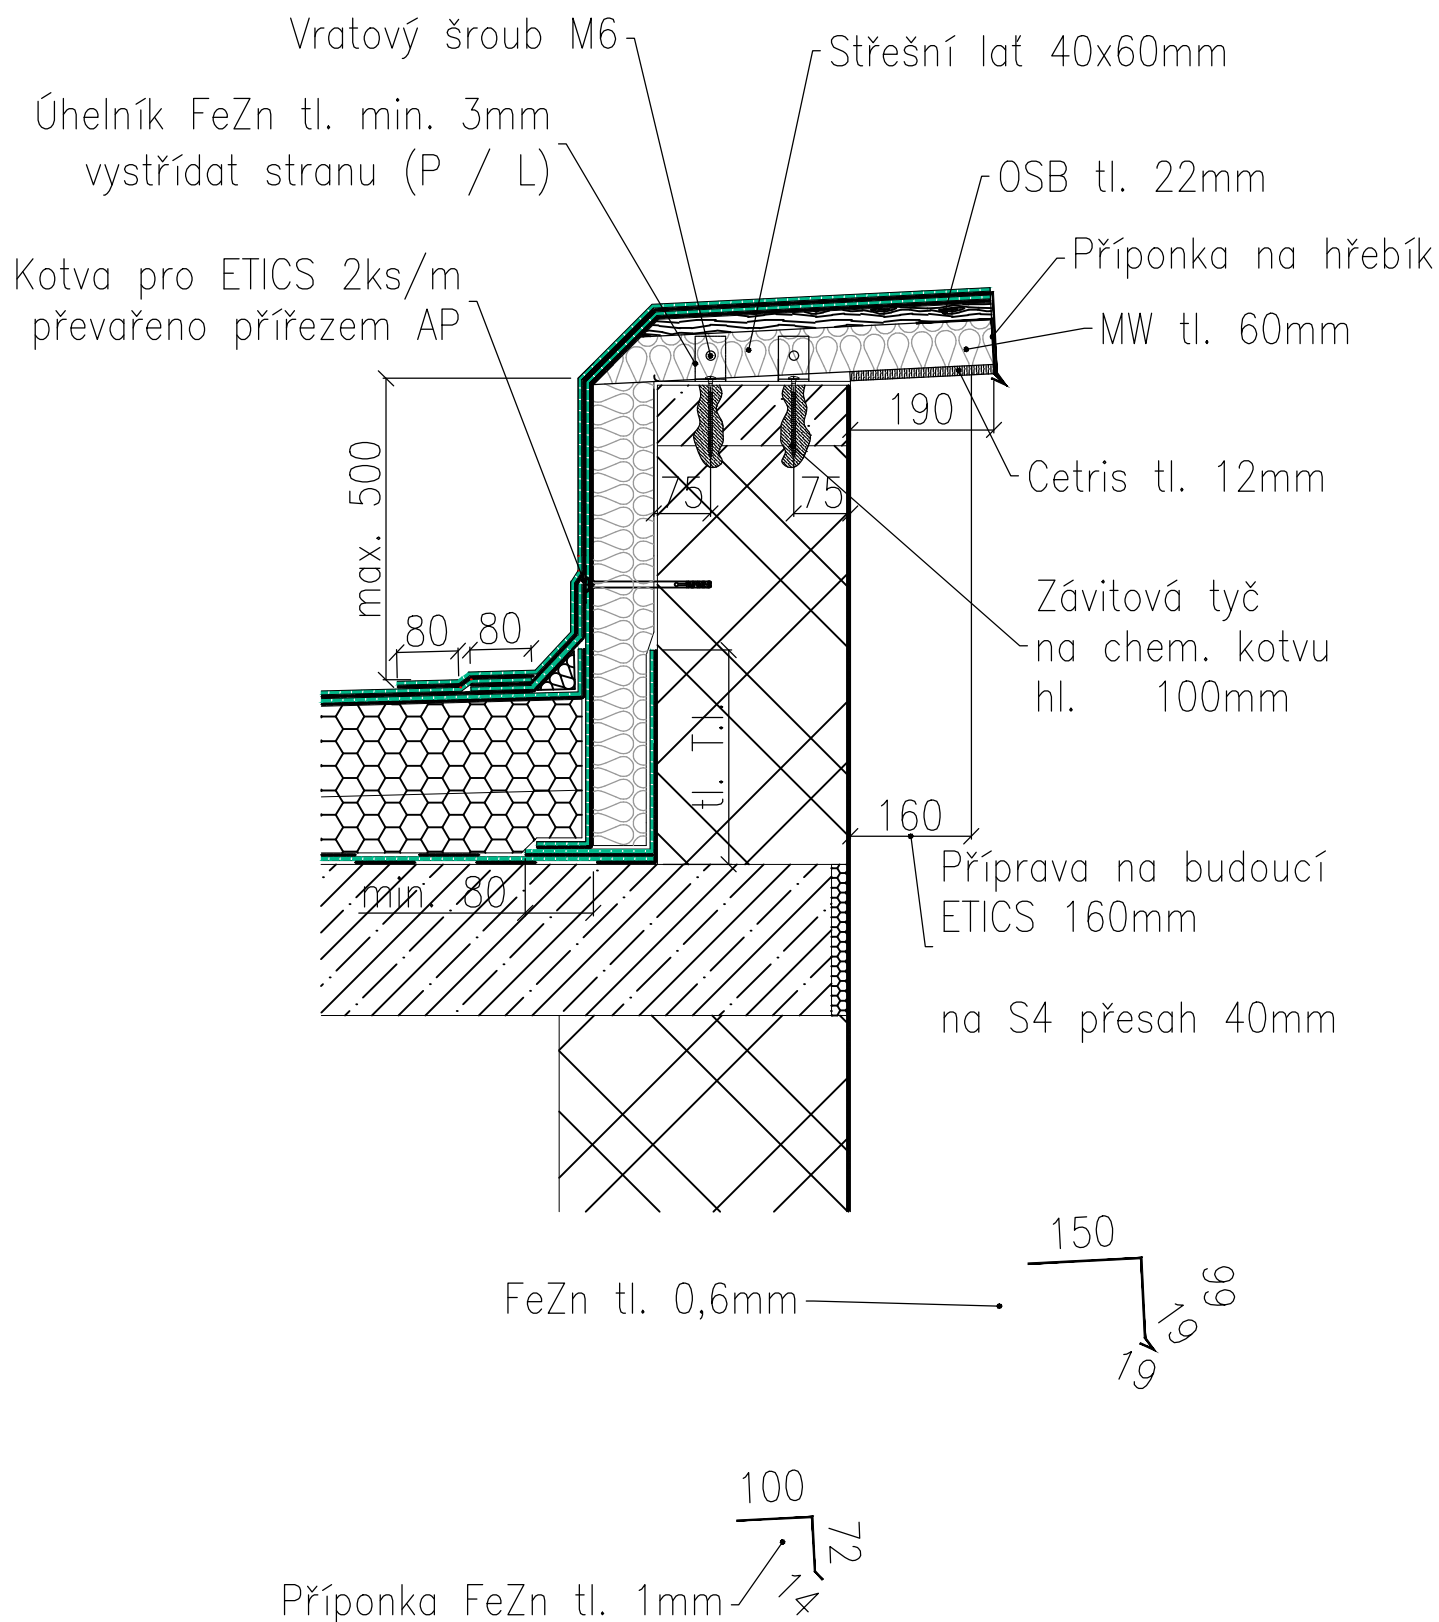 Vratový šroub M6
Střešní lať 40x60mm
Úhelník FeZn tl. min. 3mm
vystřídat stranu (P / L)
OSB tl. 22mm
Příponka na hřebík
Kotva pro ETICS 2ks/m
převařeno přířezem AP
MW tl. 60mm
190
max. 500
Cetris tl. 12mm
75
75
Závitová tyč
na chem. kotvu
hl. 100mm
80
80
tl. T.I.
160
Příprava na budoucí
ETICS 160mm
min. 80
na S4 přesah 40mm
150
FeZn tl. 0,6mm
99
19
19
100
72
14
Příponka FeZn tl. 1mm